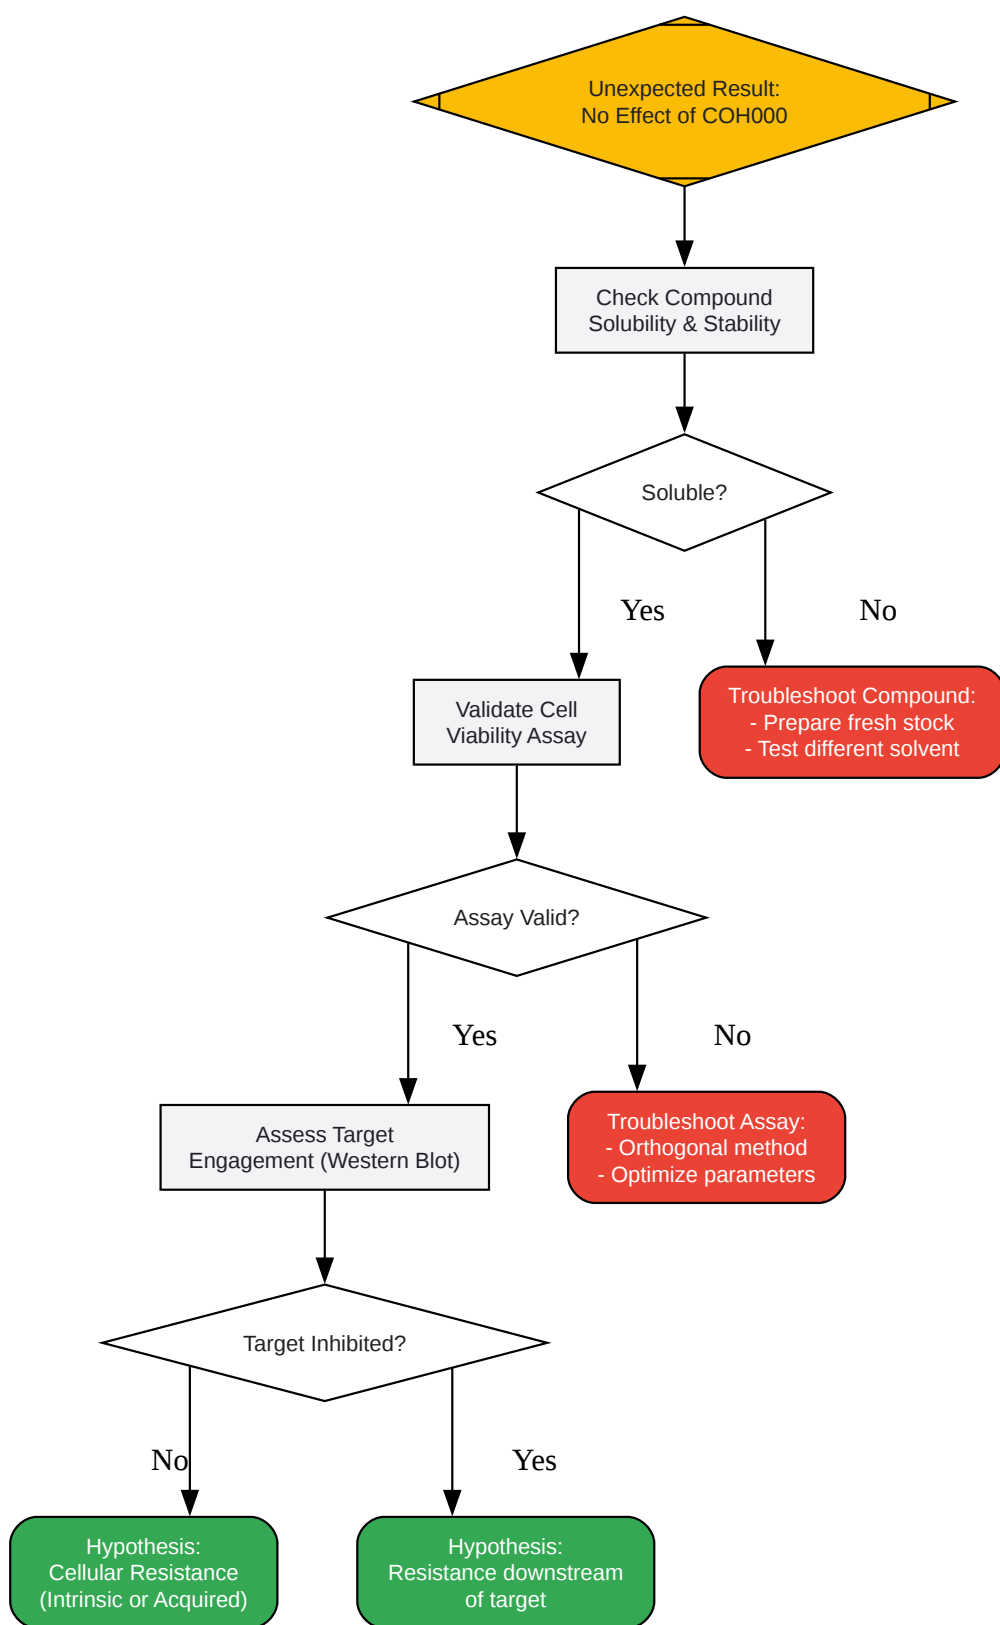 Unexpected Result:
No Effect of COH000
Check Compound
Solubility & Stability
Soluble?
Yes
No
Validate Cell
Viability Assay
Troubleshoot Compound:
- Prepare fresh stock
- Test different solvent
Assay Valid?
Yes
No
Assess Target
Engagement (Western Blot)
Troubleshoot Assay:
- Orthogonal method
- Optimize parameters
Target Inhibited?
No
Yes
Hypothesis:
Cellular Resistance
(Intrinsic or Acquired)
Hypothesis:
Resistance downstream
of target